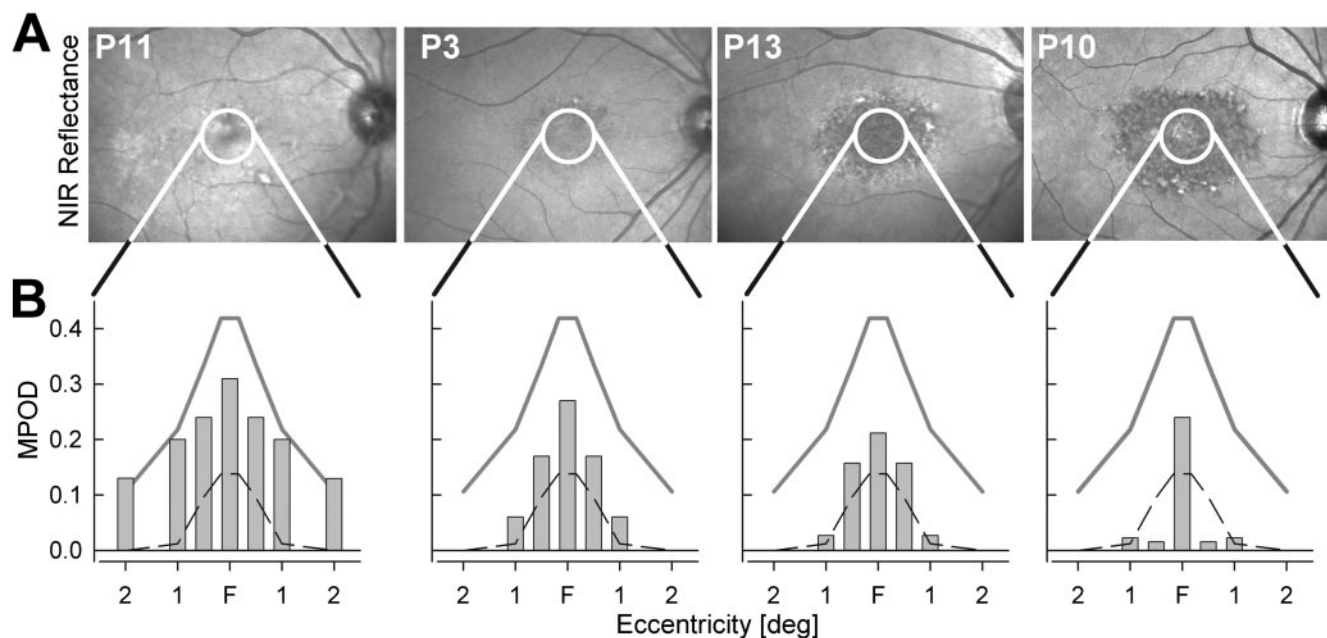 A
NIR Reflectance
P11 P3 P13 P10
B
MPOD
0.4
0.3
0.2
0.1
0.0
2 1 F 1 2 2 1 F 1 2 2 1 F 1 2 2 1 F 1 2
Eccentricity [deg]